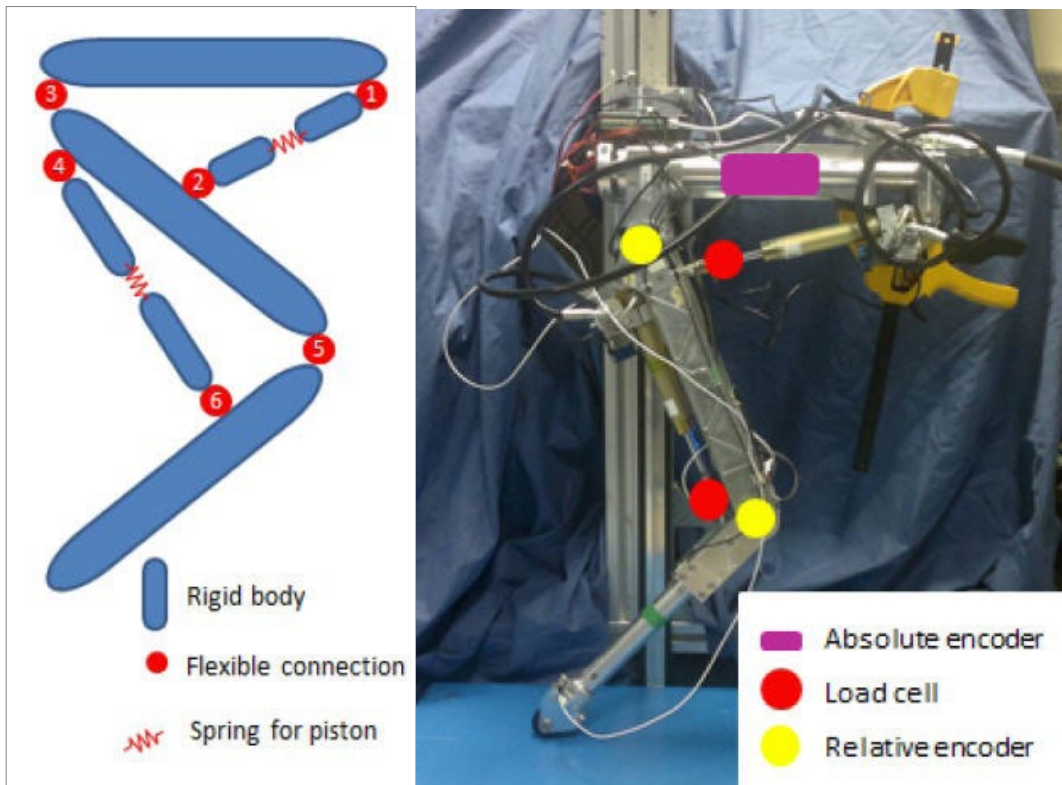 3
1
4
2
5
6
Rigid body
Flexible connection
Spring for piston
Absolute encoder
Load cell
Relative encoder